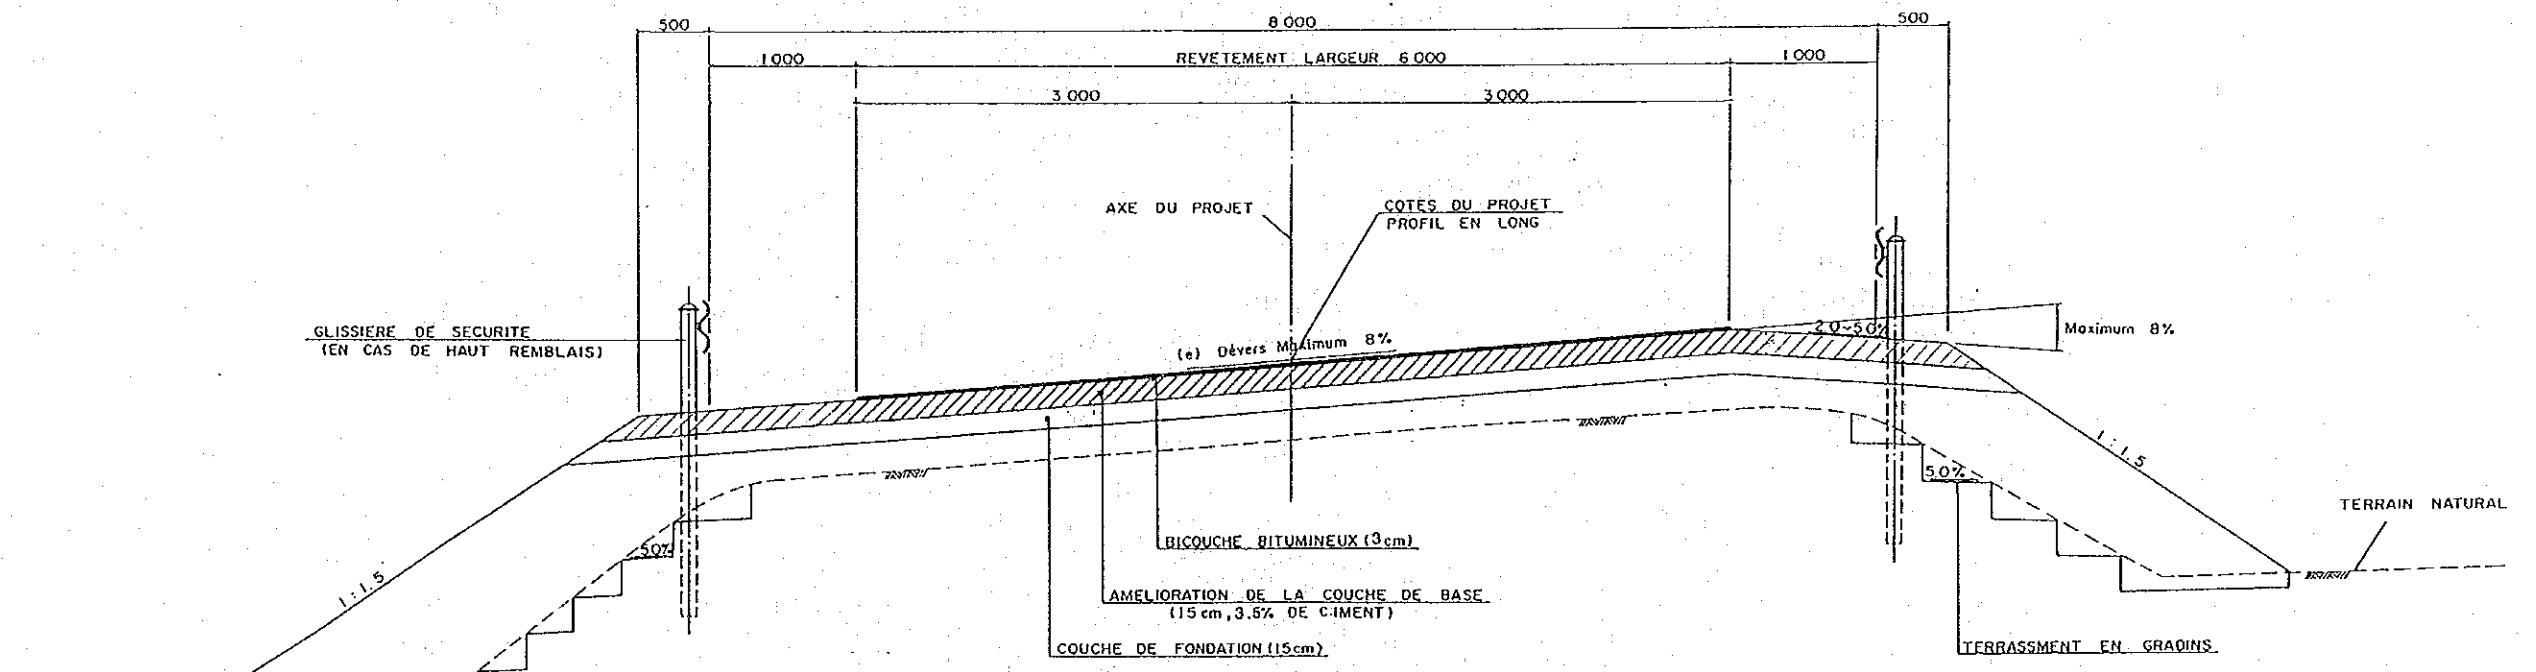 500
8 000
500
1 000
REVETEMENT LARGEUR 6 000
1 000
3 000
3 000
AXE DU PROJET
COTES DU PROJET
PROFIL EN LONG
GLISSIERE DE SECURITE
(EN CAS DE HAUT REMBLAIS)
(e) Dévers Maximum 8%
2.0~5.0%
Maximum 8%
1:1.5
5.0%
TERRAIN NATURAL
BICOUCHE BITUMINEUX (3cm)
5.0%
1:1.5
AMELIORATION DE LA COUCHE DE BASE
(15cm, 3.5% DE CIMENT)
COUCHE DE FONDATION (15cm)
TERRASSMENT EN GRADINS